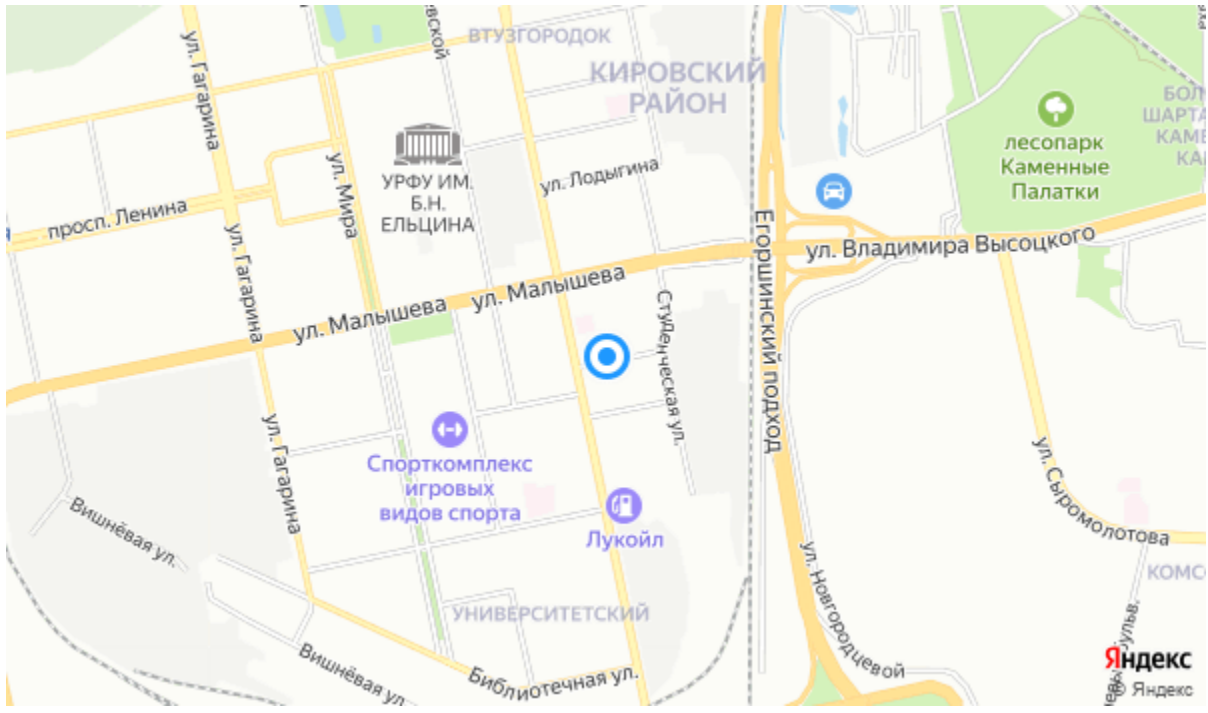 ВТУЗГОРОДОК
КИРОВСКИЙ
РАЙОН
ул. Гагарина
лесопарк
Каменные
Палатки
УРФУ ИМ.
Б.Н.
ЕЛЬЦИНА
ул. Лодыгина
ул. Мира
просп. Ленина
ул. Гагарина
ул. Малышева
ул. Малышева
Егоршинский подход
ул. Владимира Высоцкого
Студенческая ул.
ул. Гагарина
Спорткомплекс
игровых
видов спорта
Лукойл
ул. Сыромолотова
Вишнёвая ул.
ул. Новгородцевой
УНИВЕРСИТЕТСКИЙ
Вишнёвая ул.
Библиотечная ул.
Яндекс
© Яндекс